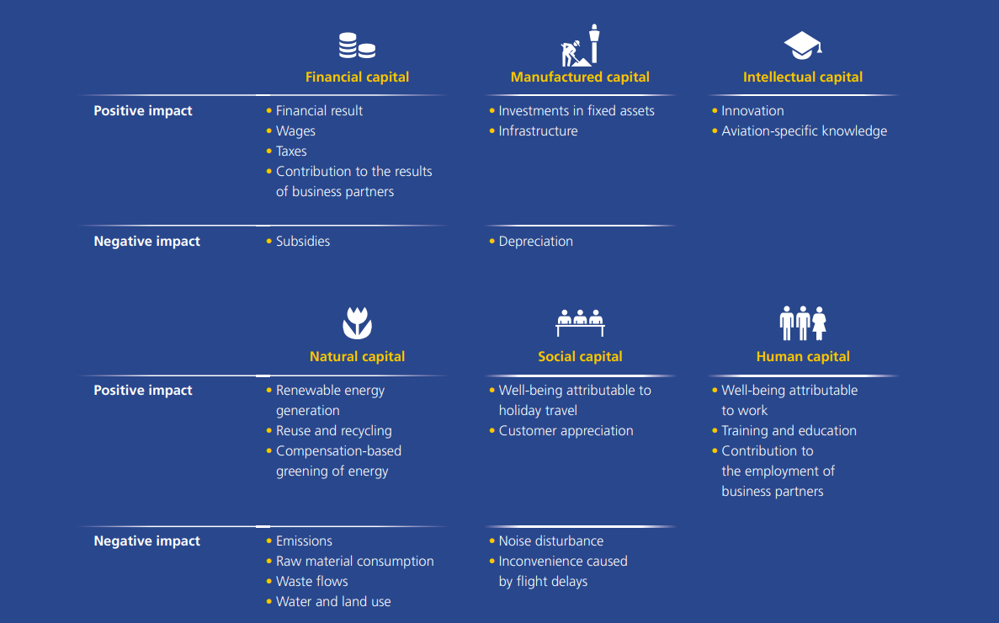 Financial capital
Manufactured capital
Intellectual capital
Positive impact
• Financial result
• Wages
• Taxes
• Contribution to the results
of business partners
• Investments in fixed assets
• Infrastructure
• Innovation
• Aviation-specific knowledge
Negative impact
• Subsidies
• Depreciation
Natural capital
Social capital
Human capital
Positive impact
• Renewable energy
generation
• Reuse and recycling
• Compensation-based
greening of energy
• Well-being attributable to
holiday travel
• Customer appreciation
• Well-being attributable
to work
• Training and education
• Contribution to
the employment of
business partners
Negative impact
• Emissions
• Raw material consumption
• Waste flows
• Water and land use
• Noise disturbance
• Inconvenience caused
by flight delays